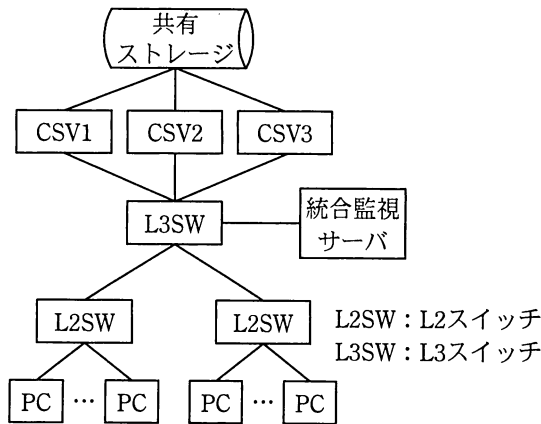 共有
ストレージ
CSV1
CSV2
CSV3
L3SW
統合監視
サーバ
L2SW
L2SW
L2SW：L2スイッチ
L3SW：L3スイッチ
PC … PC
PC … PC